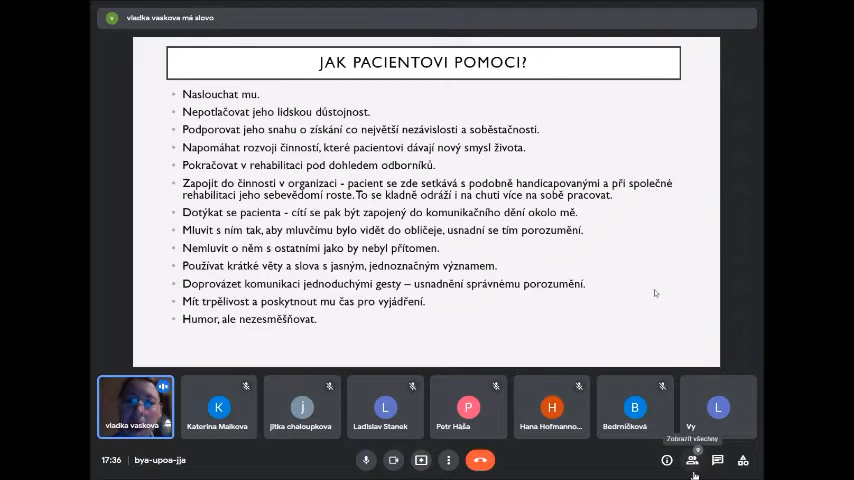 v
vladka vaskova má slovo
JAK PACIENTOVI POMOCI?
• Naslouchat mu.
• Nepotlačovat jeho lidskou důstojnost.
• Podporovat jeho snahu o získání co největší nezávislosti a soběstačnosti.
• Napomáhat rozvoji činností, které pacientovi dávají nový smysl života.
• Pokračovat v rehabilitaci pod dohledem odborníků.
• Zapojit do činnosti v organizaci - pacient se zde setkává s podobně handicapovanými a při společné
rehabilitaci jeho sebevědomí roste. To se kladně odráží i na chuti více na sobě pracovat.
• Dotýkat se pacienta - cítí se pak být zapojený do komunikačního dění okolo mě.
• Mluvit s ním tak, aby mluvčímu bylo vidět do obličeje, usnadní se tím porozumění.
• Nemluvit o něm s ostatními jako by nebyl přítomen.
• Používat krátké věty a slova s jasným, jednoznačným významem.
• Doprovázet komunikaci jednoduchými gesty – usnadnění správnému porozumění.
• Mít trpělivost a poskytnout mu čas pro vyjádření.
• Humor, ale nezesměšňovat.
K j L P H B L
vladka vaskova Katerina Malkova jitka chaloupkova Ladislav Stanek Petr Háša Hana Hofmanno... Bedrníčková Vy
Zobrazit všechny
9
17:36 | bya-upoa-jja